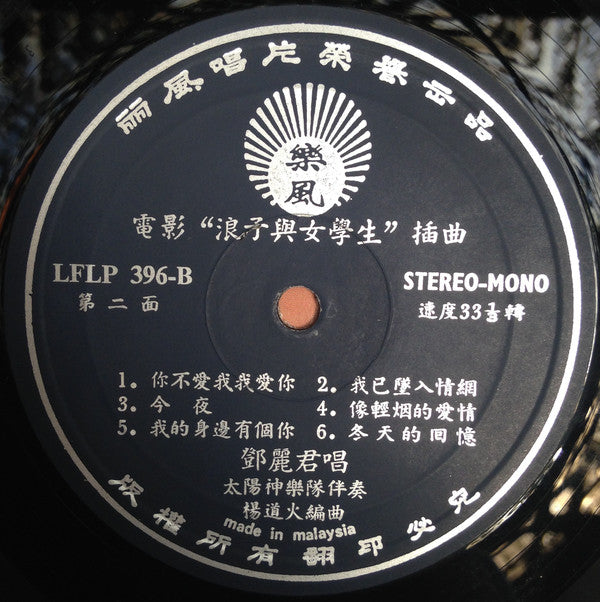 丽風唱片榮譽出品
樂風
電影“浪子與女學生”插曲
LFLP 396-B
第二面
STEREO-MONO
速度33⅓轉
1. 你不愛我我愛你 2. 我已墜入情網
3. 今夜 4. 像輕烟的愛情
5. 我的身邊有個你 6. 冬天的回憶
鄧麗君唱
太陽神樂隊伴奏
楊道火編曲
made in malaysia
版權所有翻印必究